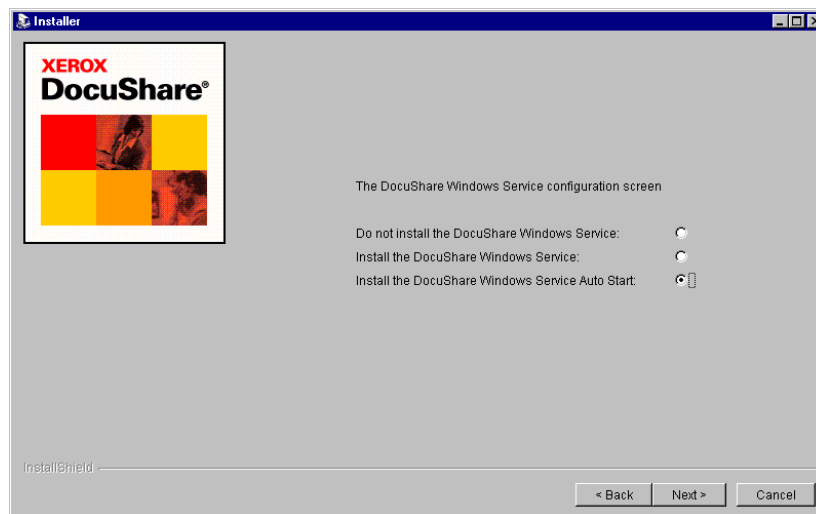 Installer
XEROX
DocuShare®
The DocuShare Windows Service configuration screen
Do not install the DocuShare Windows Service:
Install the DocuShare Windows Service:
Install the DocuShare Windows Service Auto Start:
InstallShield
< Back
Next >
Cancel